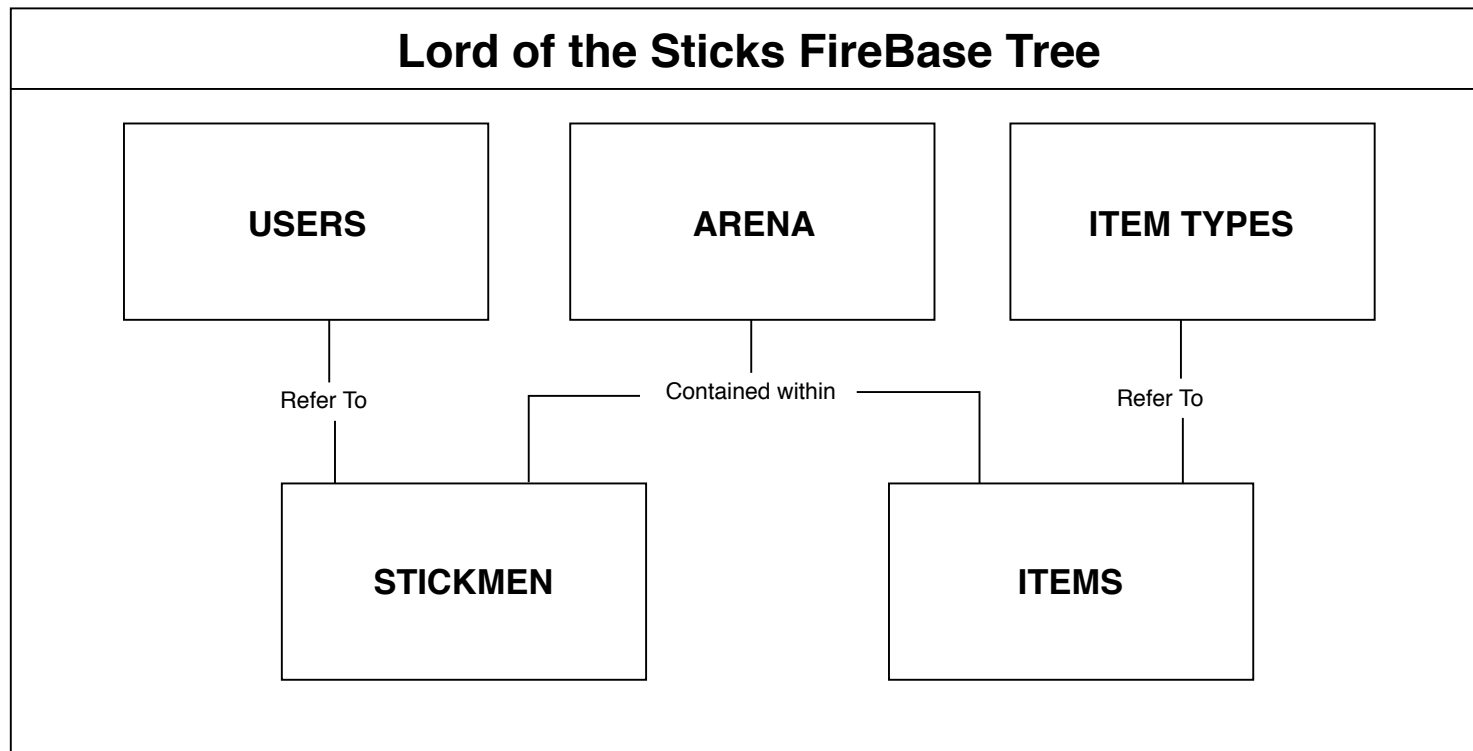 Lord of the Sticks FireBase Tree
USERS
ARENA
ITEM TYPES
Refer To
Contained within
Refer To
STICKMEN
ITEMS